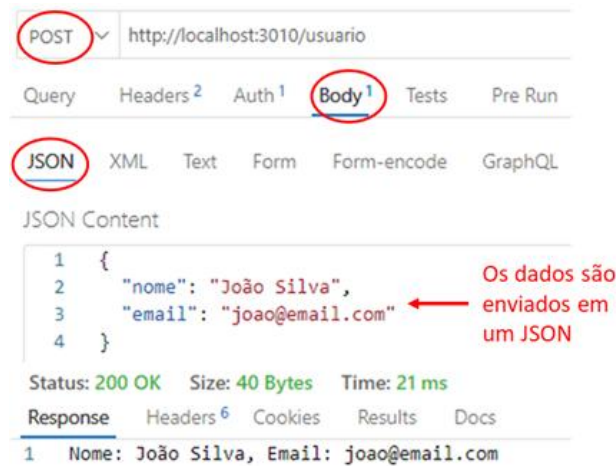 POST http://localhost:3010/usuario
Query Headers 2 Auth 1 Body 1 Tests Pre Run
JSON XML Text Form Form-encode GraphQL
JSON Content
1 {
2 "nome": "João Silva",
3 "email": "joao@email.com"
4 }
Os dados são
enviados em
um JSON
Status: 200 OK Size: 40 Bytes Time: 21 ms
Response Headers 6 Cookies Results Docs
1 Nome: João Silva, Email: joao@email.com